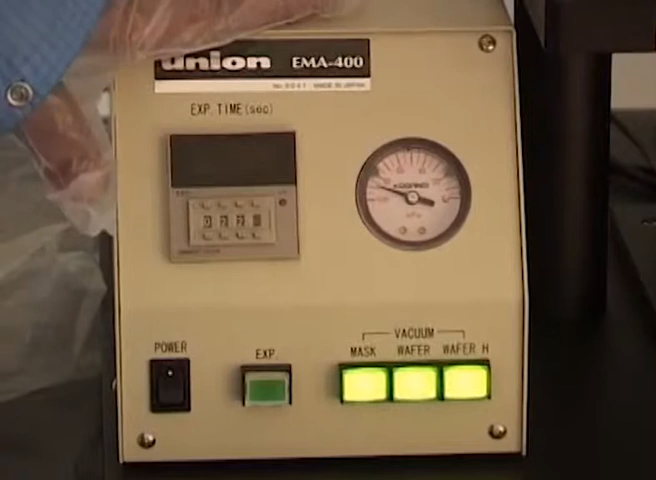 union EMA-400
MADE IN JAPAN
EXP. TIME (sec)
POWER
EXP.
VACUUM
MASK WAFER WAFER H